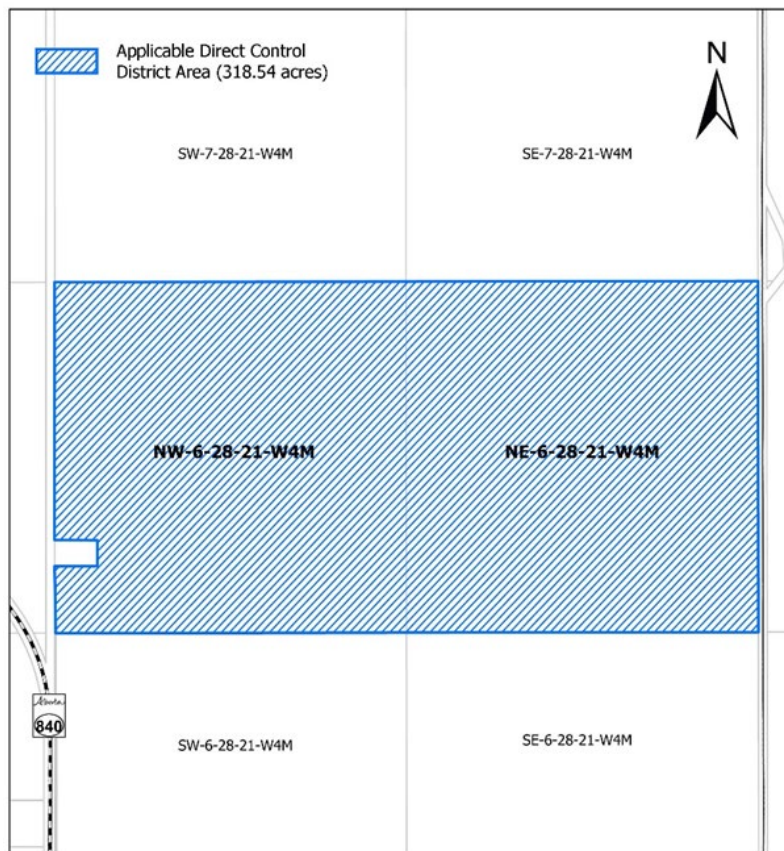 Applicable Direct Control
District Area (318.54 acres)
N
SW-7-28-21-W4M
SE-7-28-21-W4M
NW-6-28-21-W4M
NE-6-28-21-W4M
Alberta
840
SW-6-28-21-W4M
SE-6-28-21-W4M